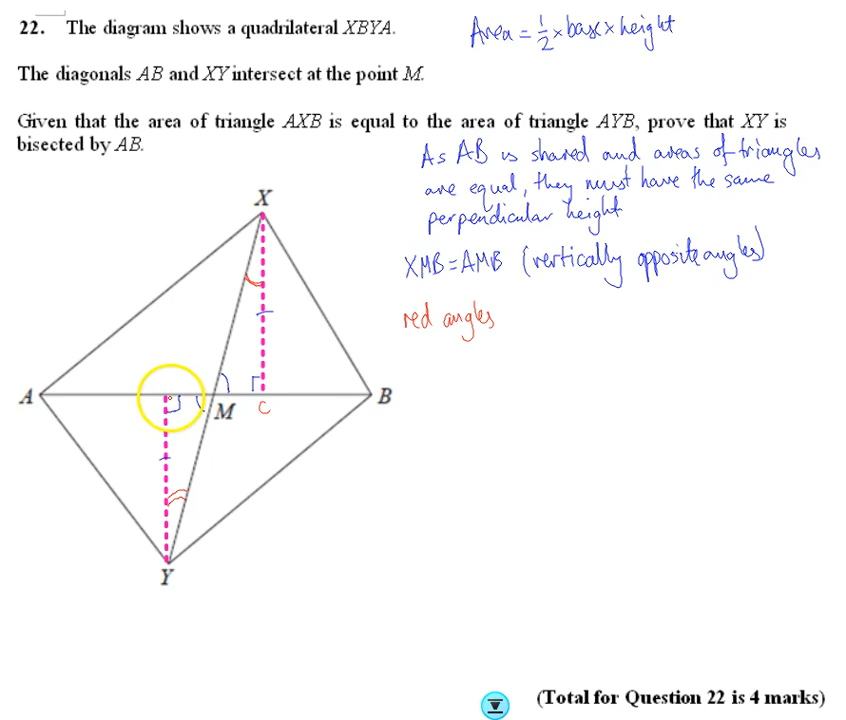 22. The diagram shows a quadrilateral XBYA.
Area = 1/2 × base × height
The diagonals AB and XY intersect at the point M.
Given that the area of triangle AXB is equal to the area of triangle AYB, prove that XY is
bisected by AB.
As AB is shared and areas of triangles
are equal, they must have the same
perpendicular height
XMB = AMB (vertically opposite angles)
red angles
X
A
M
C
B
Y
(Total for Question 22 is 4 marks)